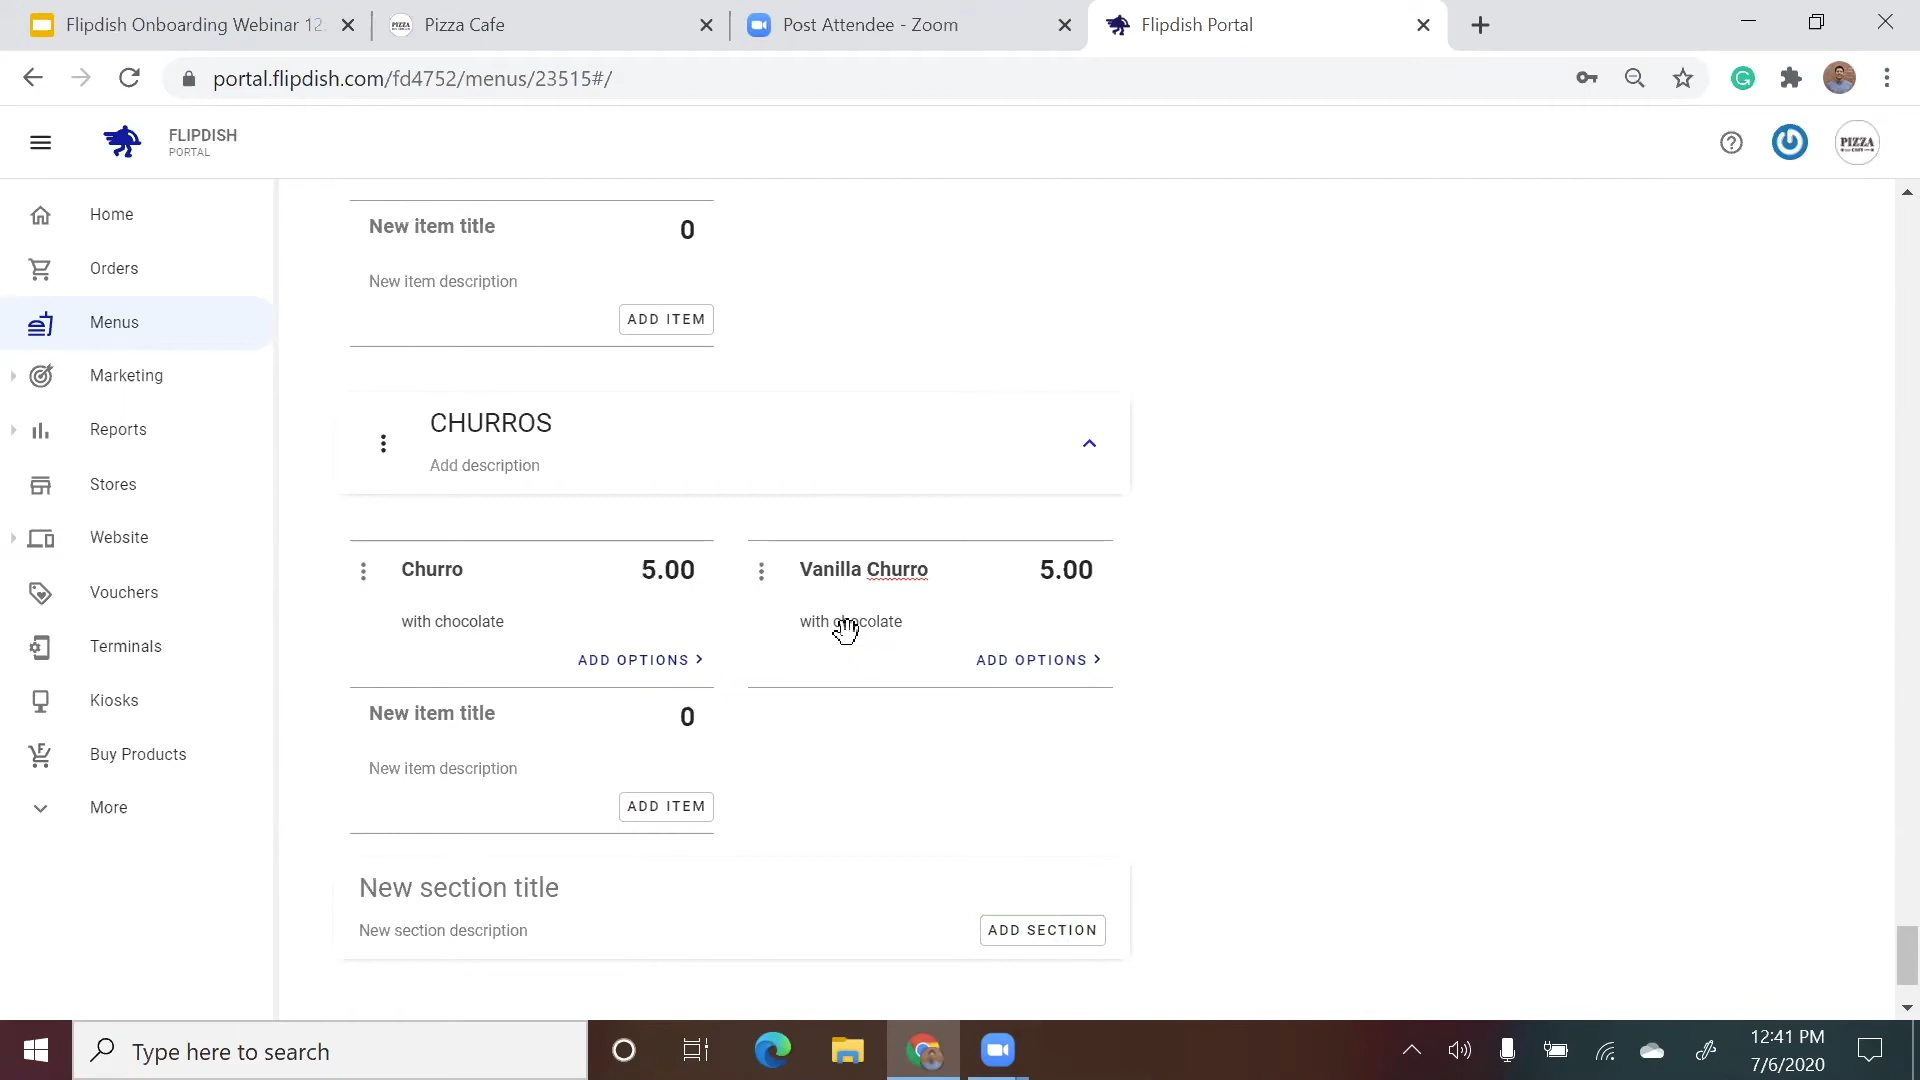 Flipdish Onboarding Webinar 12
Pizza Cafe
Post Attendee - Zoom
Flipdish Portal
portal.flipdish.com/fd4752/menus/23515#/
FLIPDISH
PORTAL
PIZZA
Home
Orders
Menus
Marketing
Reports
Stores
Website
Vouchers
Terminals
Kiosks
Buy Products
More
New item title 0
New item description
ADD ITEM
CHURROS
Add description
Churro 5.00
with chocolate
ADD OPTIONS
Vanilla Churro 5.00
with chocolate
ADD OPTIONS
New item title 0
New item description
ADD ITEM
New section title
New section description
ADD SECTION
Type here to search
12:41 PM
7/6/2020